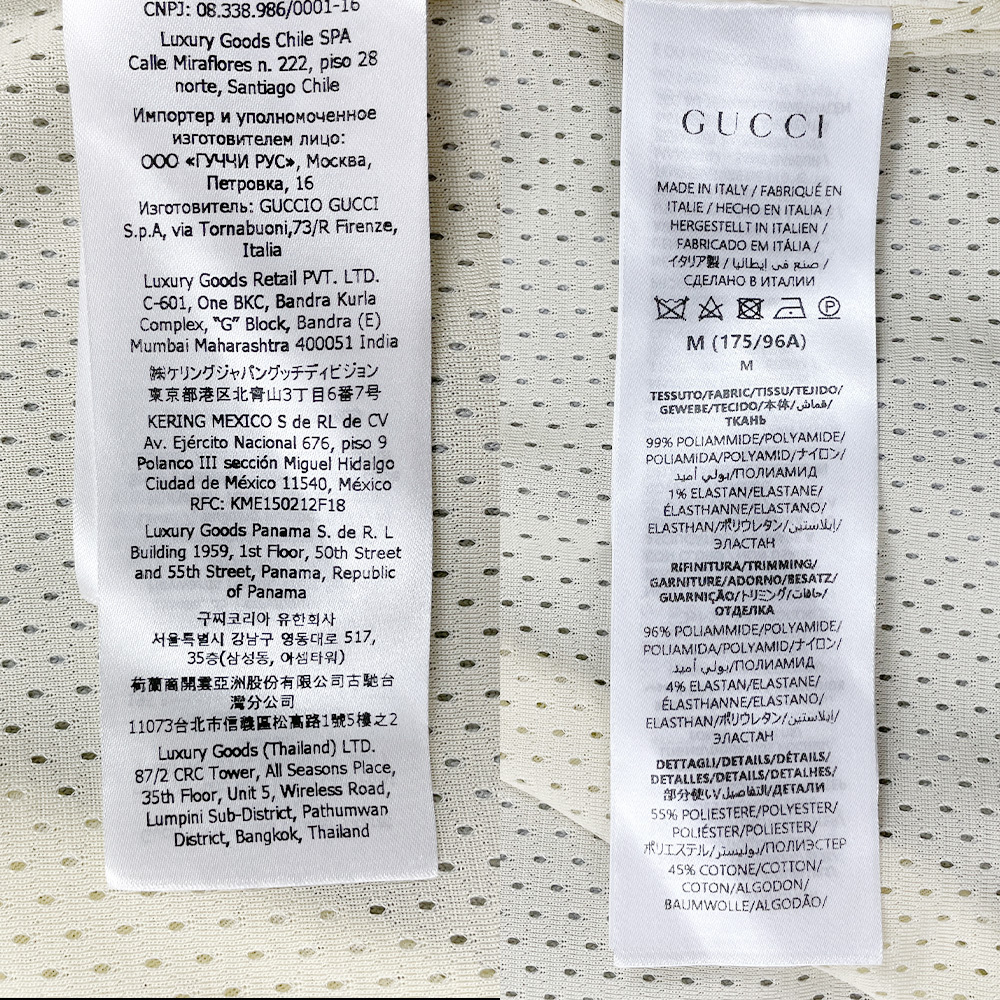 CNPJ: 08.338.986/0001-16
Luxury Goods Chile SPA
Calle Miraflores n. 222, piso 28
norte, Santiago Chile
Импортер и уполномоченное
изготовителем лицо:
ООО «ГУЧЧИ РУС», Москва,
Петровка, 16
Изготовитель: GUCCIO GUCCI
S.p.A, via Tornabuoni,73/R Firenze,
Italia
Luxury Goods Retail PVT. LTD.
C-601, One BKC, Bandra Kurla
Complex, "G" Block, Bandra (E)
Mumbai Maharashtra 400051 India
㈱ケリングジャパングッチディビジョン
東京都港区北青山3丁目6番7号
KERING MEXICO S de RL de CV
Av. Ejército Nacional 676, piso 9
Polanco III sección Miguel Hidalgo
Ciudad de México 11540, México
RFC: KME150212F18
Luxury Goods Panama S. de R. L
Building 1959, 1st Floor, 50th Street
and 55th Street, Panama, Republic
of Panama
구찌코리아 유한회사
서울특별시 강남구 영동대로 517,
35층(삼성동, 아셈타워)
荷蘭商開雲亞洲股份有限公司古馳台
灣分公司
11073台北市信義區松高路1號5樓之2
Luxury Goods (Thailand) LTD.
87/2 CRC Tower, All Seasons Place,
35th Floor, Unit 5, Wireless Road,
Lumpini Sub-District, Pathumwan
District, Bangkok, Thailand
GUCCI
MADE IN ITALY / FABRIQUÉ EN
ITALIE / HECHO EN ITALIA /
HERGESTELLT IN ITALIEN /
FABRICADO EM ITÁLIA /
イタリア製 / صنع في ايطاليا /
СДЕЛАНО В ИТАЛИИ
P
M (175/96A)
M
TESSUTO/FABRIC/TISSU/TEJIDO/
GEWEBE/TECIDO/本体/قماش/
ТКАНЬ
99% POLIAMMIDE/POLYAMIDE/
POLIAMIDA/POLYAMID/ナイロン/
بولي أميد/ПОЛИАМИД
1% ELASTAN/ELASTANE/
ÉLASTHANNE/ELASTANO/
ELASTHAN/ポリウレタン/إيلاستين/
ЭЛАСТАН
RIFINITURA/TRIMMING/
GARNITURE/ADORNO/BESATZ/
GUARNIÇÃO/トリミング/حافات/
ОТДЕЛКА
96% POLIAMMIDE/POLYAMIDE/
POLIAMIDA/POLYAMID/ナイロン/
بولي أميد/ПОЛИАМИД
4% ELASTAN/ELASTANE/
ÉLASTHANNE/ELASTANO/
ELASTHAN/ポリウレタン/إيلاستين/
ЭЛАСТАН
DETTAGLI/DETAILS/DÉTAILS/
DETALLES/DETAILS/DETALHES/
部分使い/التفاصيل/ДЕТАЛИ
55% POLIESTERE/POLYESTER/
POLIÉSTER/POLIESTER/
ポリエステル/بوليستر/ПОЛИЭСТЕР
45% COTONE/COTTON/
COTON/ALGODON/
BAUMWOLLE/ALGODÃO/